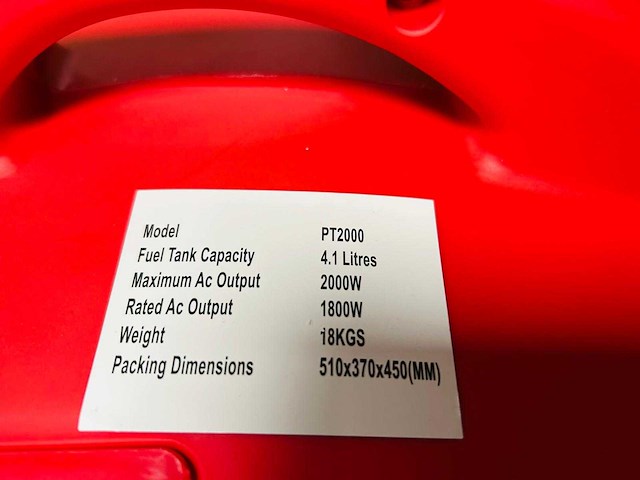 Model PT2000
Fuel Tank Capacity 4.1 Litres
Maximum Ac Output 2000W
Rated Ac Output 1800W
Weight 18KGS
Packing Dimensions 510x370x450(MM)